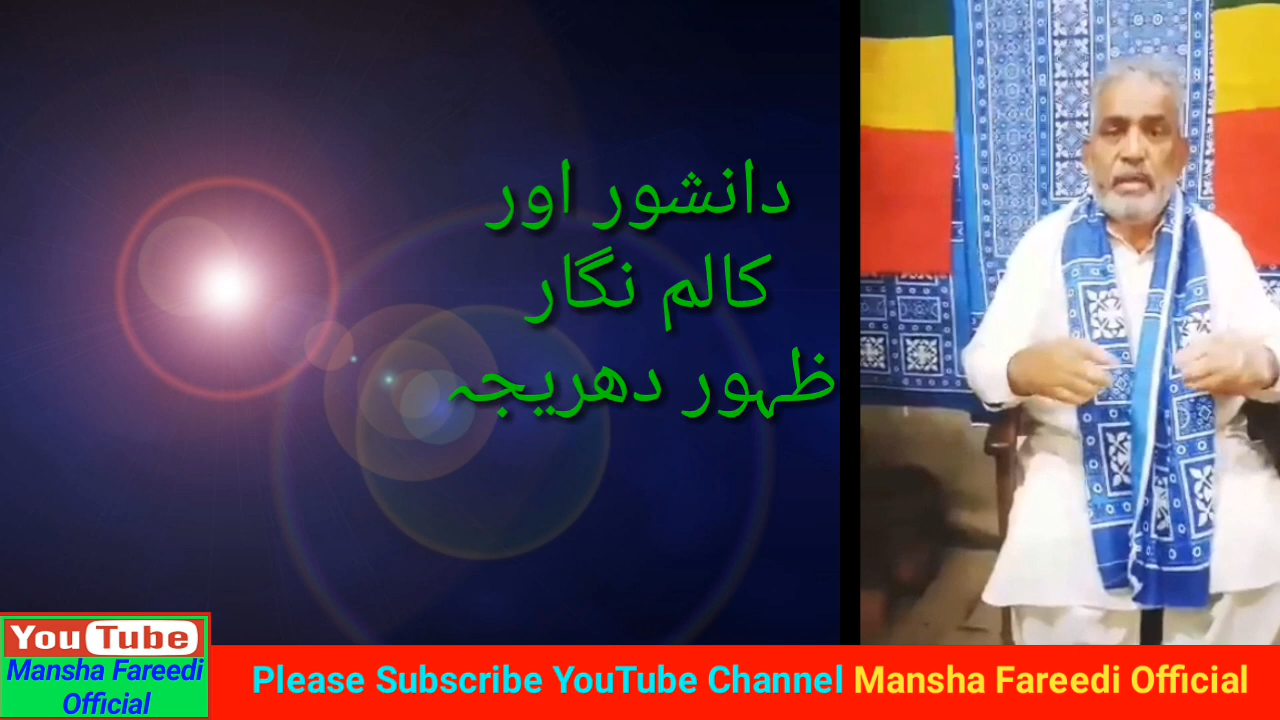 دانشور اور
کالم نگار
ظہور دھریجہ
YouTube
Mansha Fareedi
Official
Please Subscribe YouTube Channel Mansha Fareedi Official